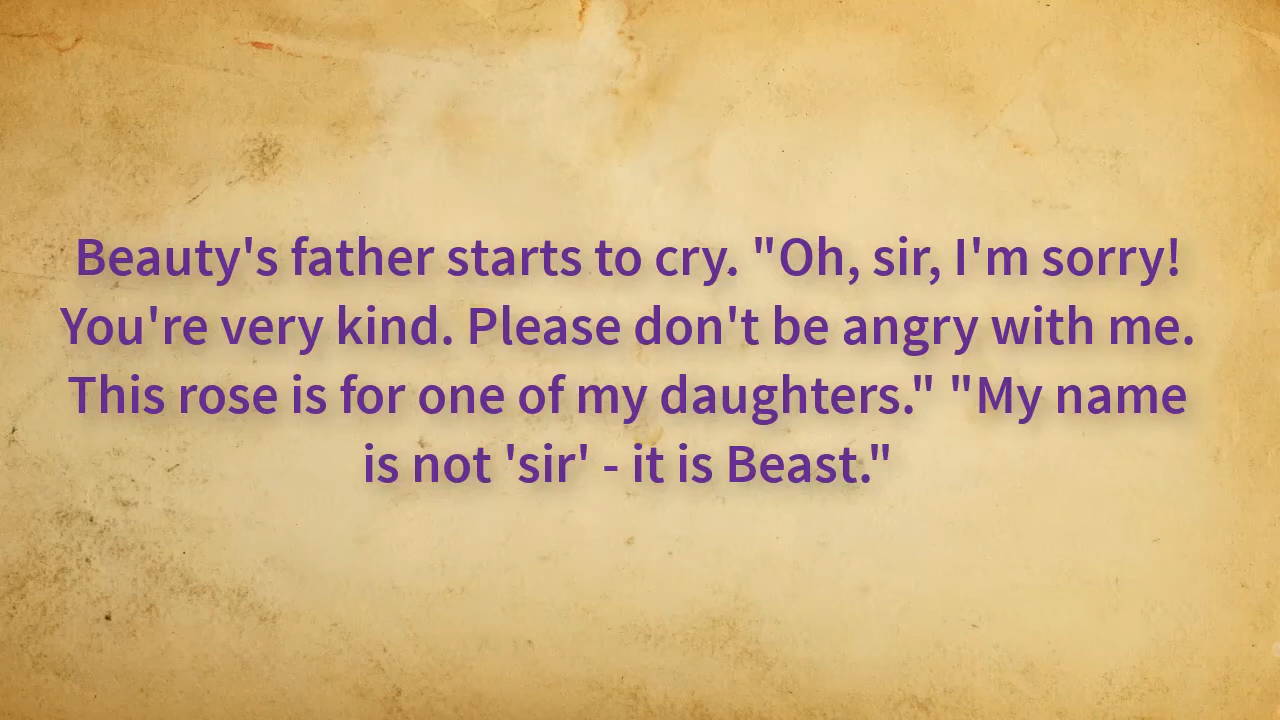 Beauty's father starts to cry. "Oh, sir, I'm sorry!
You're very kind. Please don't be angry with me.
This rose is for one of my daughters." "My name
is not 'sir' - it is Beast."